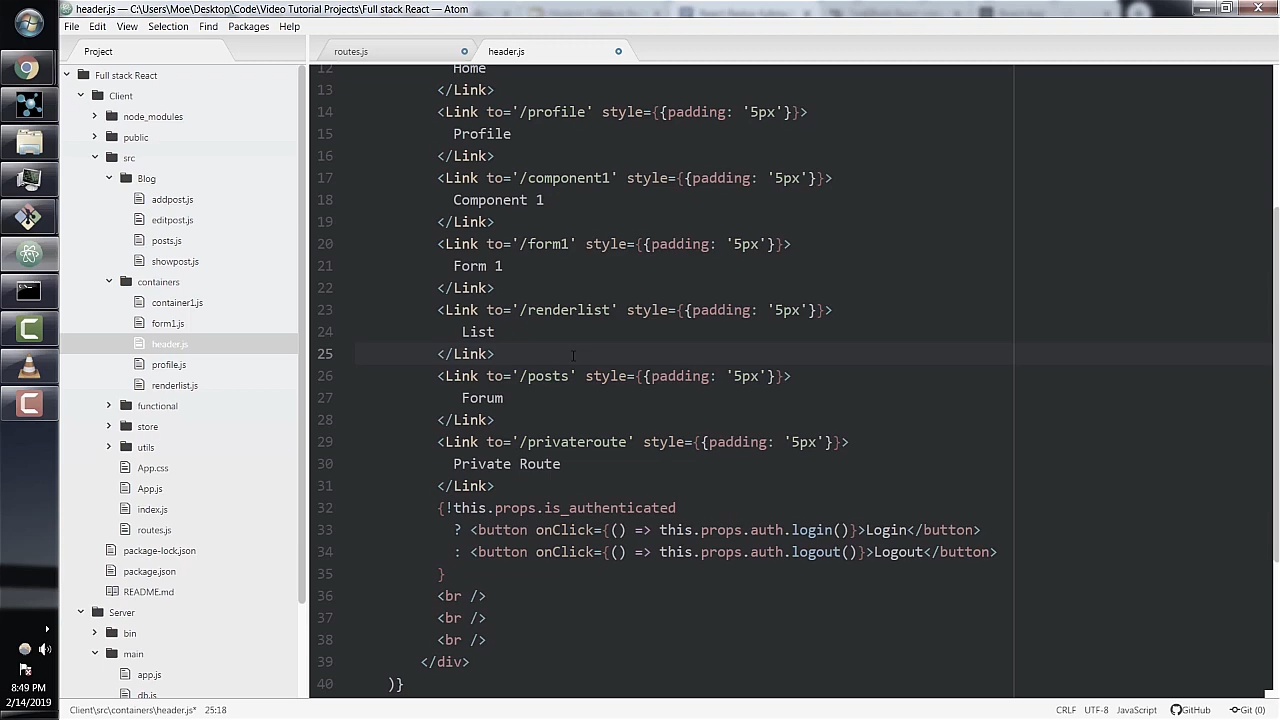 header.js — C:\Users\Moe\Desktop\Code\Video Tutorial Projects\Full stack React — Atom
File Edit View Selection Find Packages Help
Project
routes.js
header.js
Full stack React
Client
node_modules
public
src
Blog
addpost.js
editpost.js
posts.js
showpost.js
containers
container1.js
form1.js
header.js
profile.js
renderlist.js
functional
store
utils
App.css
App.js
index.js
routes.js
package-lock.json
package.json
README.md
Server
bin
main
app.js
db.js
12 Home
13 </Link>
14 <Link to='/profile' style={{padding: '5px'}}>
15 Profile
16 </Link>
17 <Link to='/component1' style={{padding: '5px'}}>
18 Component 1
19 </Link>
20 <Link to='/form1' style={{padding: '5px'}}>
21 Form 1
22 </Link>
23 <Link to='/renderlist' style={{padding: '5px'}}>
24 List
25 </Link>
26 <Link to='/posts' style={{padding: '5px'}}>
27 Forum
28 </Link>
29 <Link to='/privateroute' style={{padding: '5px'}}>
30 Private Route
31 </Link>
32 {!this.props.is_authenticated
33 ? <button onClick={() => this.props.auth.login()}>Login</button>
34 : <button onClick={() => this.props.auth.logout()}>Logout</button>
35 }
36 <br />
37 <br />
38 <br />
39 </div>
40 )}
8:49 PM
2/14/2019
Client\src\containers\header.js* 25:18
CRLF UTF-8 JavaScript GitHub Git (0)